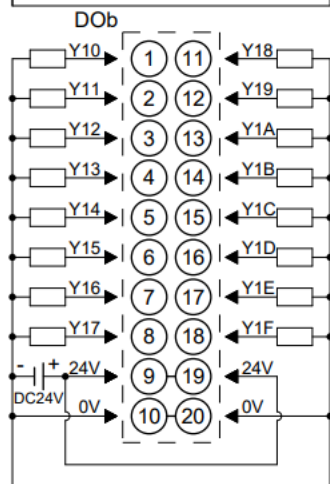 DOb
Y10 1 11 Y18
Y11 2 12 Y19
Y12 3 13 Y1A
Y13 4 14 Y1B
Y14 5 15 Y1C
Y15 6 16 Y1D
Y16 7 17 Y1E
Y17 8 18 Y1F
- + 24V 9 19 24V
DC24V
0V 10 20 0V